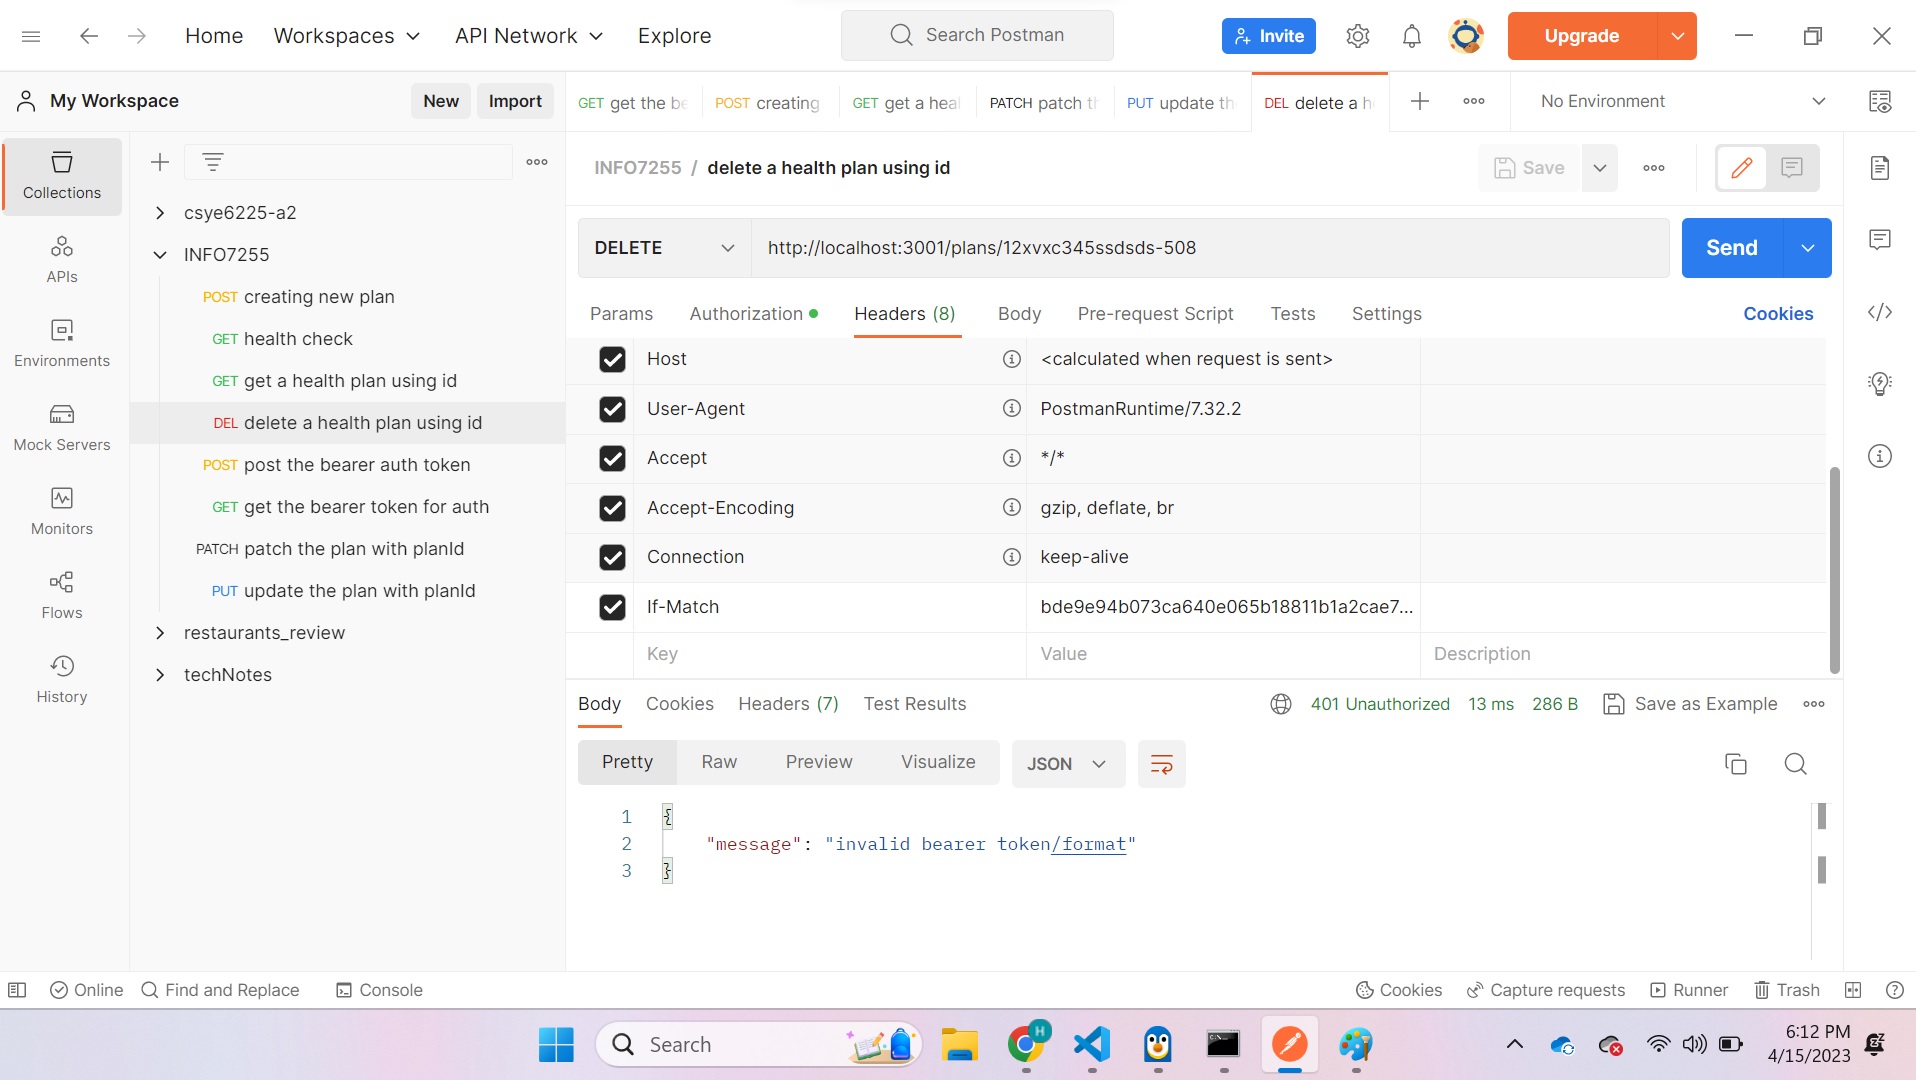 Home
Workspaces
API Network
Explore
Search Postman
Invite
Upgrade
My Workspace
New
Import
GET get the be
POST creating
GET get a heal
PATCH patch th
PUT update th
DEL delete a h
No Environment
Collections
APIs
Environments
Mock Servers
Monitors
Flows
History
csye6225-a2
INFO7255
POST creating new plan
GET health check
GET get a health plan using id
DEL delete a health plan using id
POST post the bearer auth token
GET get the bearer token for auth
PATCH patch the plan with planId
PUT update the plan with planId
restaurants_review
techNotes
INFO7255 / delete a health plan using id
Save
DELETE
http://localhost:3001/plans/12xvxc345ssdsds-508
Send
Params
Authorization
Headers (8)
Body
Pre-request Script
Tests
Settings
Cookies
Host <calculated when request is sent>
User-Agent PostmanRuntime/7.32.2
Accept */*
Accept-Encoding gzip, deflate, br
Connection keep-alive
If-Match bde9e94b073ca640e065b18811b1a2cae7...
Key Value Description
Body
Cookies
Headers (7)
Test Results
401 Unauthorized
13 ms
286 B
Save as Example
Pretty
Raw
Preview
Visualize
JSON
1 {
2 "message": "invalid bearer token/format"
3 }
Online
Find and Replace
Console
Cookies
Capture requests
Runner
Trash
Search
H
6:12 PM
4/15/2023